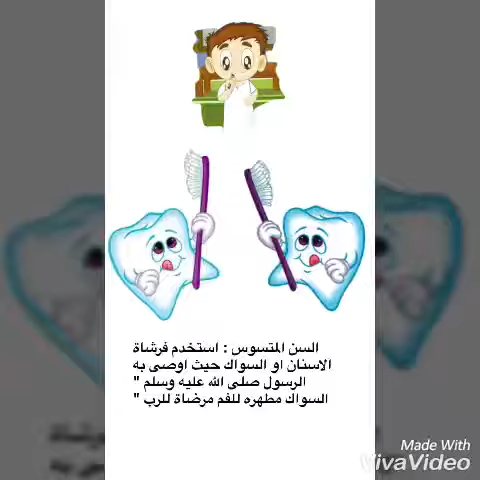 السن المتسوس : استخدم فرشاة
الاسنان او السواك حيث اوصى به
الرسول صلى الله عليه وسلم "
السواك مطهره للفم مرضاة للرب "
Made With
VivaVideo